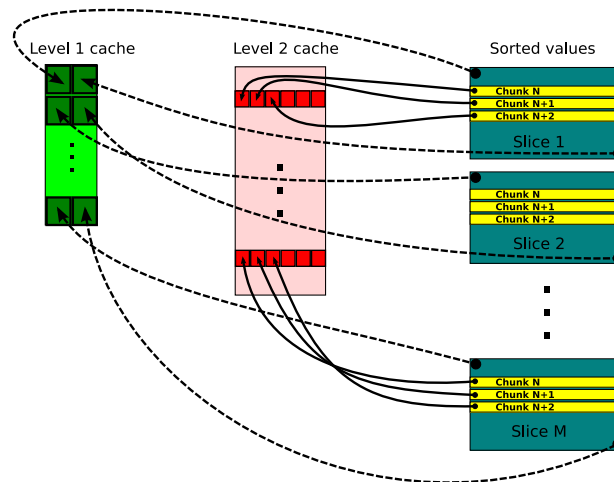 Level 1 cache
Level 2 cache
Sorted values
Chunk N
Chunk N+1
Chunk N+2
Slice 1
Chunk N
Chunk N+1
Chunk N+2
Slice 2
Chunk N
Chunk N+1
Chunk N+2
Slice M